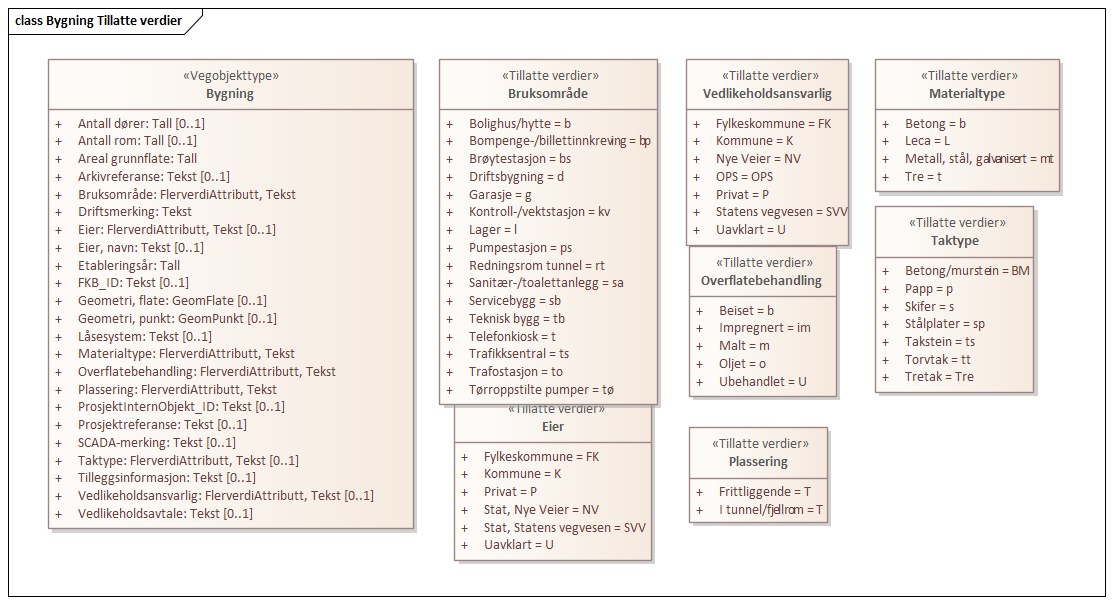 class Bygning Tillatte verdier
«Vegobjekttype»
Bygning
+ Antall dører: Tall [0..1]
+ Antall rom: Tall [0..1]
+ Areal grunnflate: Tall
+ Arkivreferanse: Tekst [0..1]
+ Bruksområde: FlerverdiAttributt, Tekst
+ Driftsmerking: Tekst
+ Eier: FlerverdiAttributt, Tekst [0..1]
+ Eier, navn: Tekst [0..1]
+ Etableringsår: Tall
+ FKB_ID: Tekst [0..1]
+ Geometri, flate: GeomFlate [0..1]
+ Geometri, punkt: GeomPunkt [0..1]
+ Låsesystem: Tekst [0..1]
+ Materialtype: FlerverdiAttributt, Tekst
+ Overflatebehandling: FlerverdiAttributt, Tekst
+ Plassering: FlerverdiAttributt, Tekst
+ ProsjektInternObjekt_ID: Tekst [0..1]
+ Prosjektreferanse: Tekst [0..1]
+ SCADA-merking: Tekst [0..1]
+ Taktype: FlerverdiAttributt, Tekst [0..1]
+ Tilleggsinformasjon: Tekst [0..1]
+ Vedlikeholdsansvarlig: FlerverdiAttributt, Tekst [0..1]
+ Vedlikeholdsavtale: Tekst [0..1]
«Tillatte verdier»
Bruksområde
+ Bolighus/hytte = b
+ Bompenge-/billettinnkreving = bp
+ Brøytestasjon = bs
+ Driftsbygning = d
+ Garasje = g
+ Kontroll-/vektstasjon = kv
+ Lager = l
+ Pumpestasjon = ps
+ Redningsrom tunnel = rt
+ Sanitær-/toalettanlegg = sa
+ Servicebygg = sb
+ Teknisk bygg = tb
+ Telefonkiosk = t
+ Trafikksentral = ts
+ Trafostasjon = to
+ Tørroppstilte pumper = tø
«Tillatte verdier»
Eier
+ Fylkeskommune = FK
+ Kommune = K
+ Privat = P
+ Stat, Nye Veier = NV
+ Stat, Statens vegvesen = SVV
+ Uavklart = U
«Tillatte verdier»
Vedlikeholdsansvarlig
+ Fylkeskommune = FK
+ Kommune = K
+ Nye Veier = NV
+ OPS = OPS
+ Privat = P
+ Statens vegvesen = SVV
+ Uavklart = U
«Tillatte verdier»
Overflatebehandling
+ Beiset = b
+ Impregnert = im
+ Malt = m
+ Oljet = o
+ Ubehandlet = U
«Tillatte verdier»
Plassering
+ Frittliggende = T
+ I tunnel/fjellrom = T
«Tillatte verdier»
Materialtype
+ Betong = b
+ Leca = L
+ Metall, stål, galvanisert = mt
+ Tre = t
«Tillatte verdier»
Taktype
+ Betong/murstein = BM
+ Papp = p
+ Skifer = s
+ Stålplater = sp
+ Takstein = ts
+ Torvtak = tt
+ Tretak = Tre